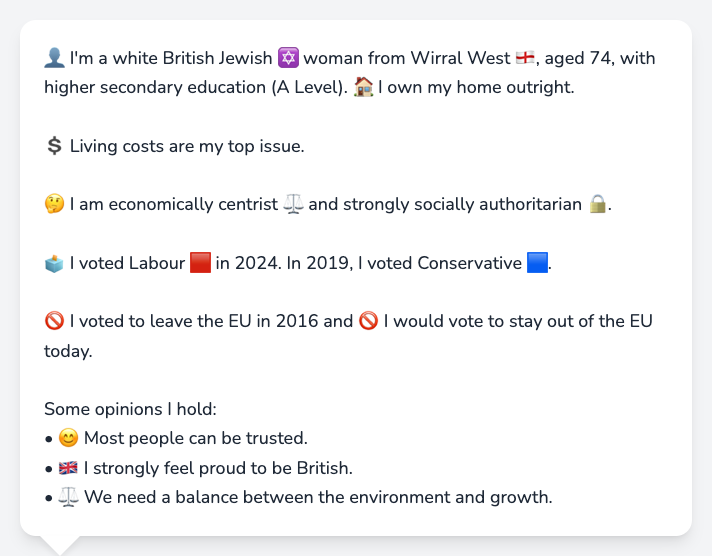 👤 I'm a white British Jewish ✡️ woman from Wirral West 🏴󠁧󠁢󠁥󠁮󠁧󠁿, aged 74, with
higher secondary education (A Level). 🏠 I own my home outright.
💲 Living costs are my top issue.
🤔 I am economically centrist ⚖️ and strongly socially authoritarian 🔒.
🗳️ I voted Labour 🟥 in 2024. In 2019, I voted Conservative 🟦.
🚫 I voted to leave the EU in 2016 and 🚫 I would vote to stay out of the EU
today.
Some opinions I hold:
• 😊 Most people can be trusted.
• 🇬🇧 I strongly feel proud to be British.
• ⚖️ We need a balance between the environment and growth.